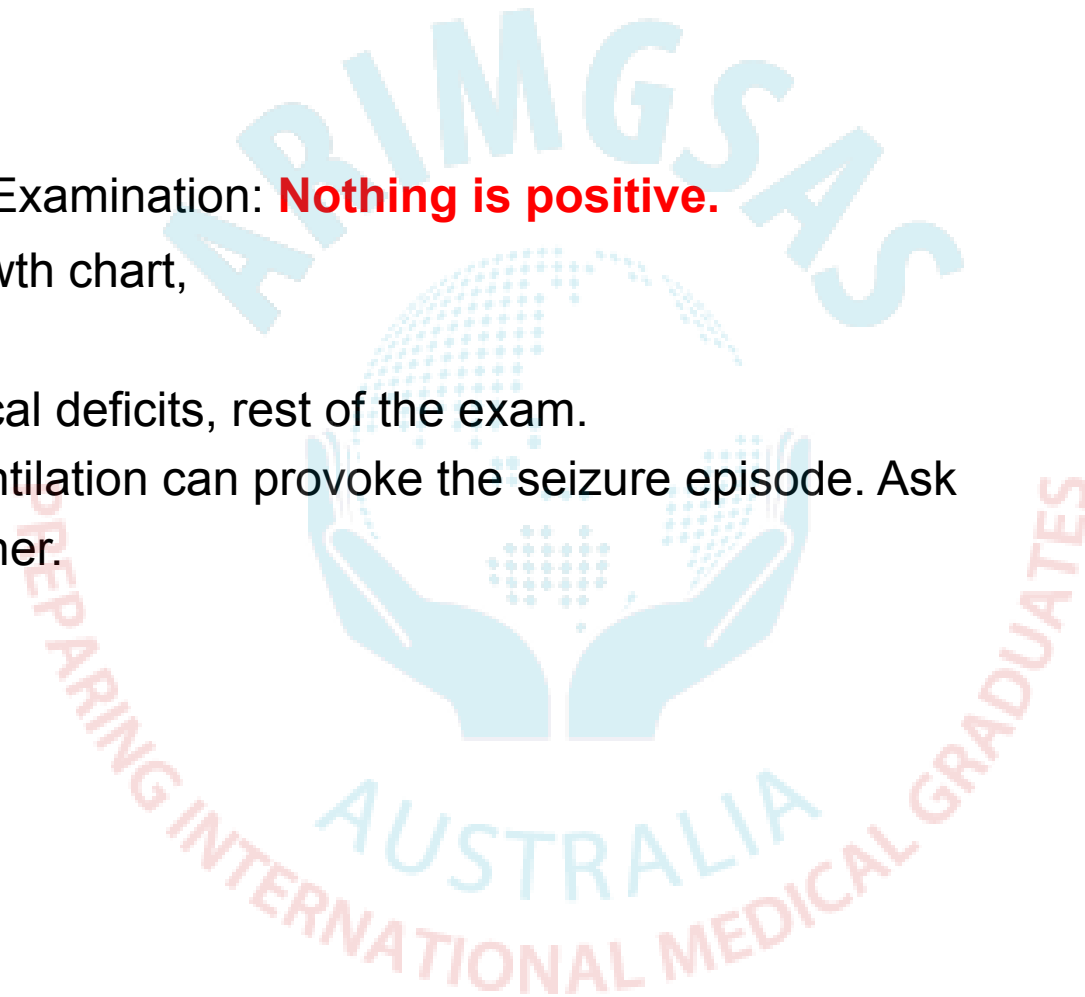 ARIMGSAS
Examination: Nothing is positive.
wth chart,
cal deficits, rest of the exam.
ntilation can provoke the seizure episode. Ask
ner.
AUSTRALIA
PREPARING INTERNATIONAL MEDICAL GRADUATES